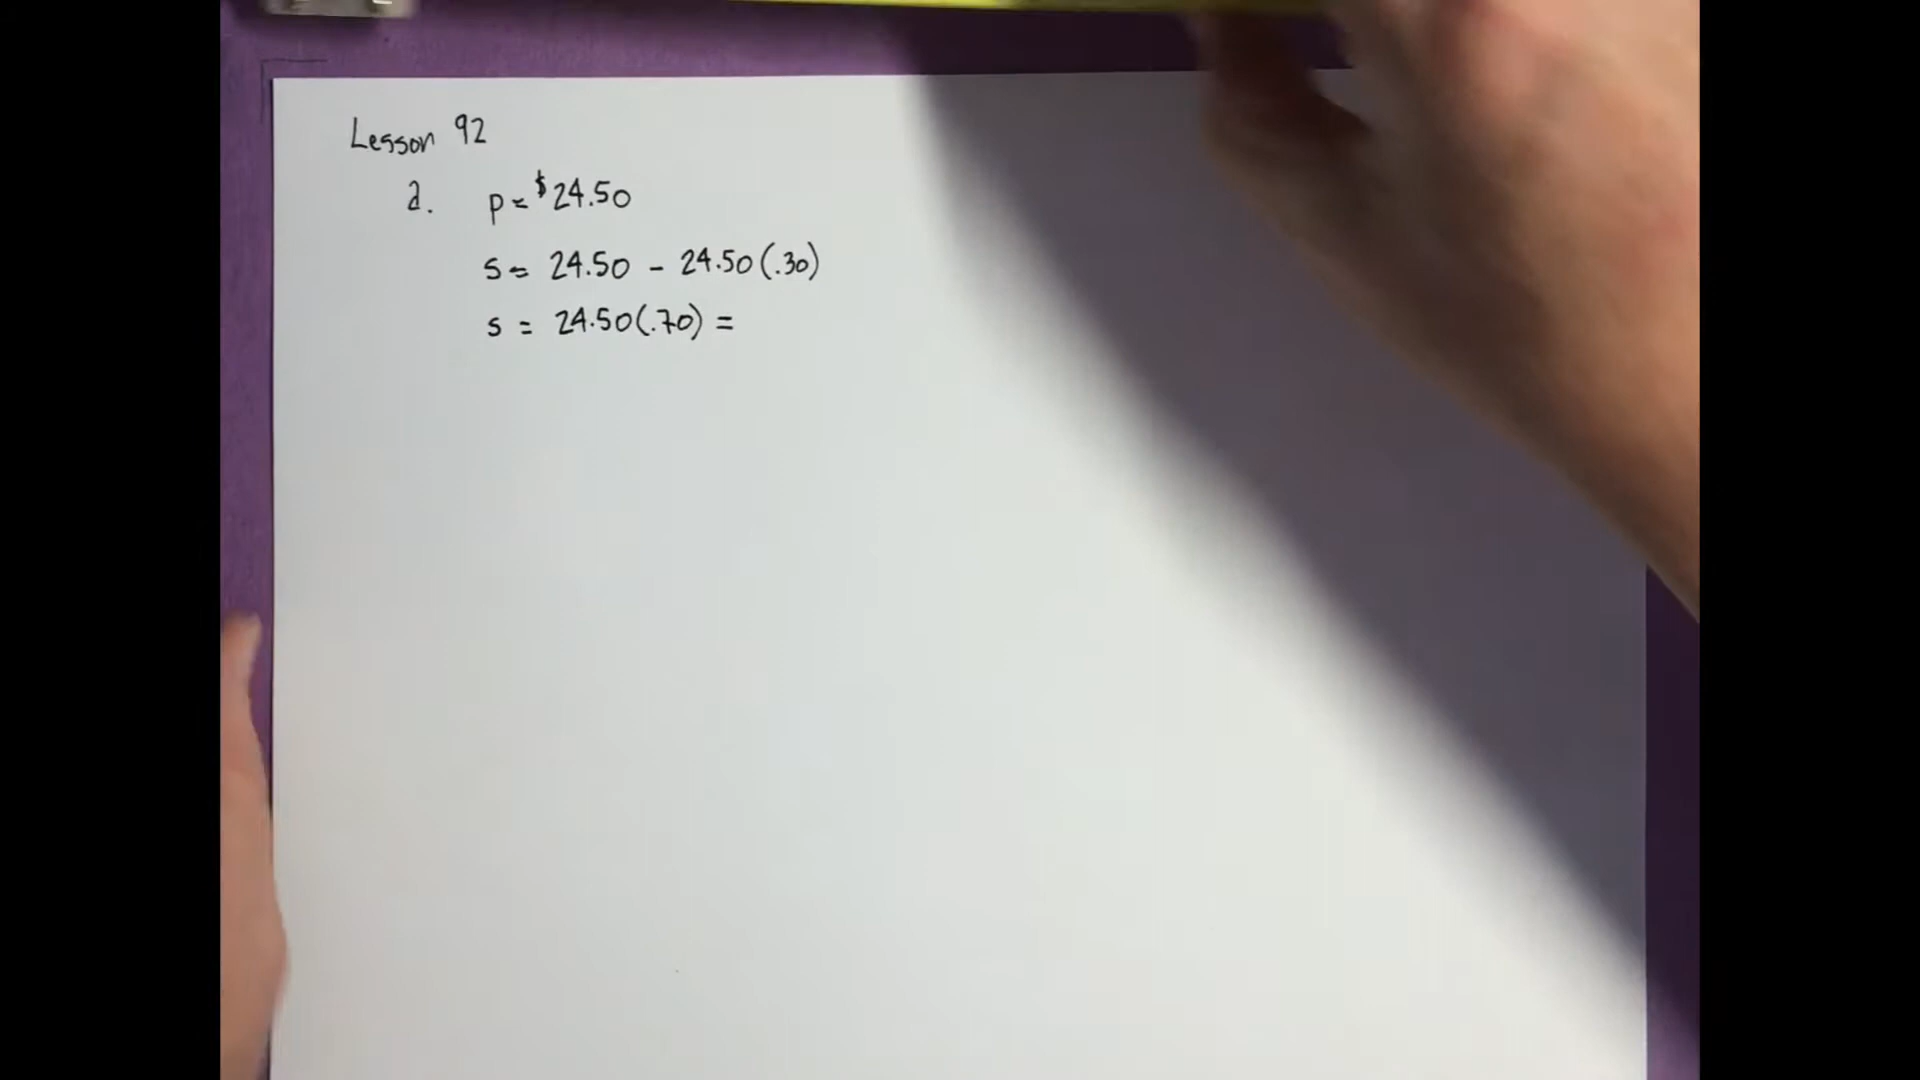 Lesson 92
a. p = $24.50
s = 24.50 - 24.50(.30)
s = 24.50(.70) =